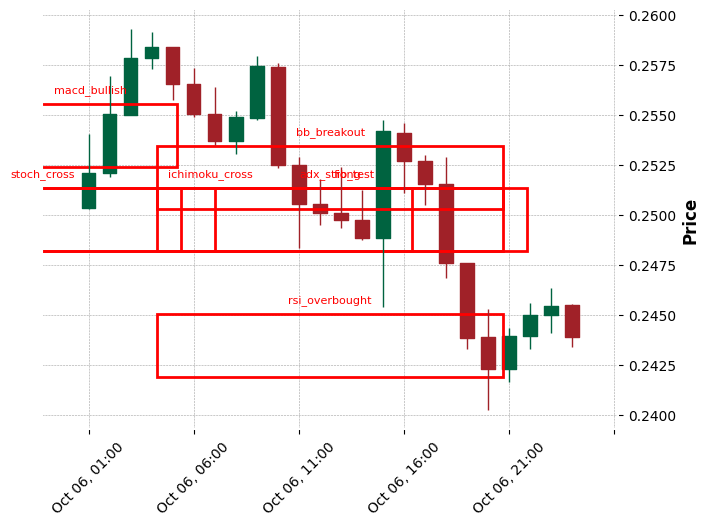 0.2600
0.2575
macd_bullish
0.2550
bb_breakout
0.2525
stoch_cross
ichimoku_cross
0.2500
Price
0.2475
rsi_overbought
0.2450
0.2425
0.2400
Oct 06, 01:00
Oct 06, 06:00
Oct 06, 11:00
Oct 06, 16:00
Oct 06, 21:00